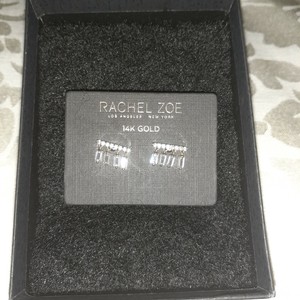 RACHEL ZOE
LOS ANGELES NEW YORK
14K GOLD